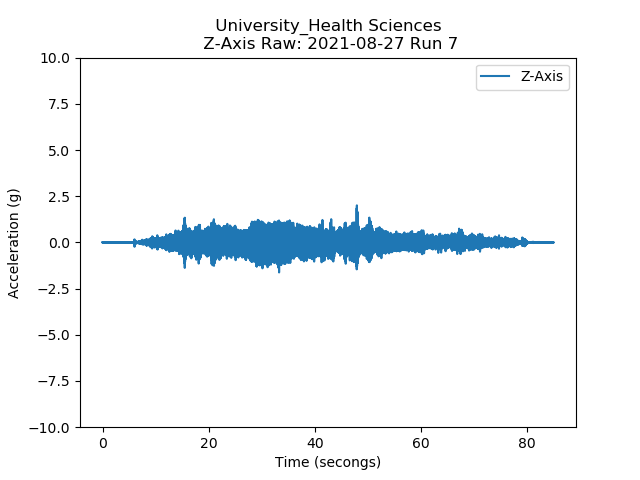 University_Health Sciences
Z-Axis Raw: 2021-08-27 Run 7
Z-Axis
10.0
7.5
5.0
2.5
0.0
−2.5
−5.0
−7.5
−10.0
Acceleration (g)
0 20 40 60 80
Time (secongs)